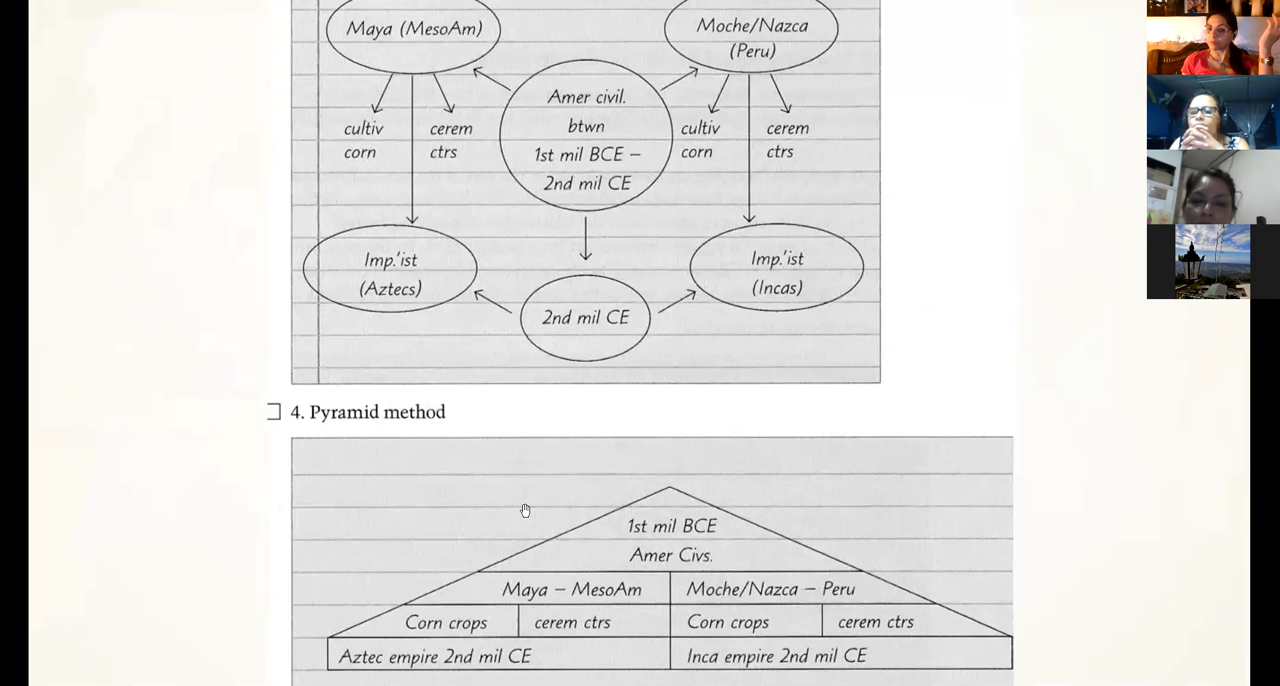 Maya (MesoAm)
Moche/Nazca
(Peru)
Amer civil.
btwn
1st mil BCE –
2nd mil CE
cultiv
corn
cerem
ctrs
cultiv
corn
cerem
ctrs
Imp.'ist
(Aztecs)
Imp.'ist
(Incas)
2nd mil CE
4. Pyramid method
1st mil BCE
Amer Civs.
Maya – MesoAm
Moche/Nazca – Peru
Corn crops
cerem ctrs
Corn crops
cerem ctrs
Aztec empire 2nd mil CE
Inca empire 2nd mil CE